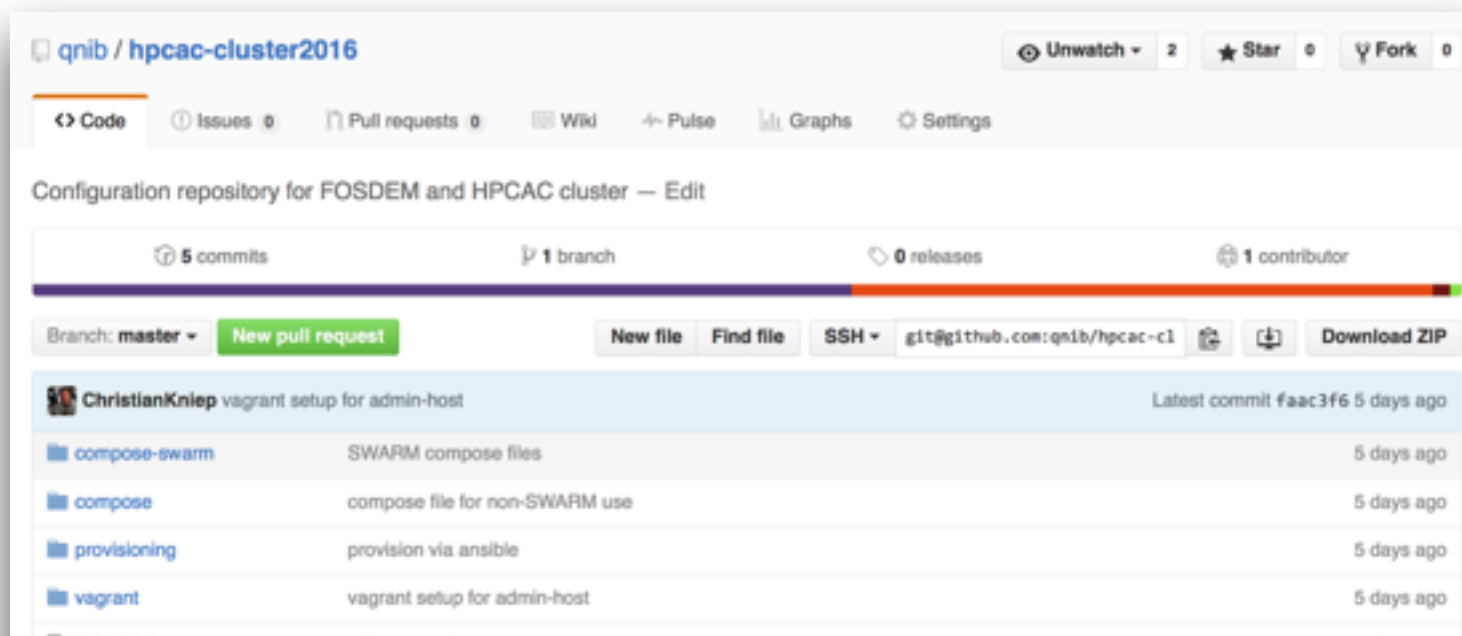 qnib / hpcac-cluster2016 Unwatch 2 Star 0 Fork 0
<> Code Issues 0 Pull requests 0 Wiki Pulse Graphs Settings
Configuration repository for FOSDEM and HPCAC cluster — Edit
5 commits 1 branch 0 releases 1 contributor
Branch: master New pull request New file Find file SSH git@github.com:qnib/hpcac-cl Download ZIP
ChristianKniep vagrant setup for admin-host Latest commit faac3f6 5 days ago
compose-swarm SWARM compose files 5 days ago
compose compose file for non-SWARM use 5 days ago
provisioning provision via ansible 5 days ago
vagrant vagrant setup for admin-host 5 days ago